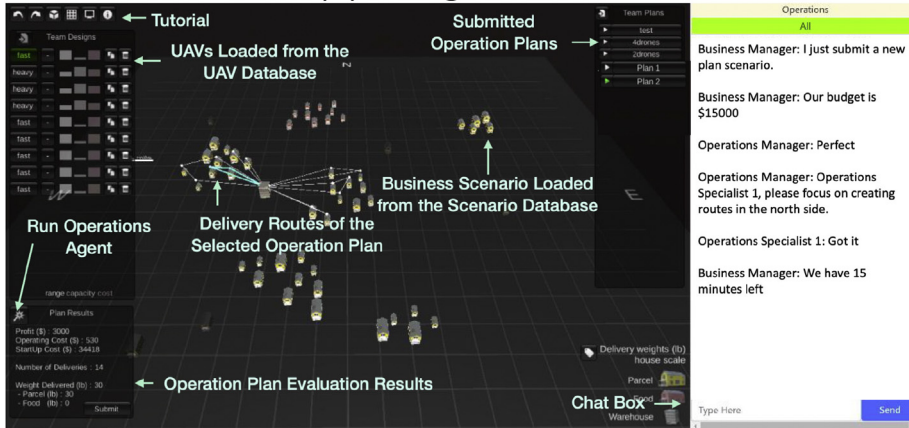 Tutorial
Team Designs
fast
heavy
heavy
heavy
fast
fast
fast
fast
fast
UAVs Loaded from the
UAV Database
Submitted
Operation Plans
Team Plans
test
4drones
2drones
Plan 1
Plan 2
N
W
E
Business Scenario Loaded
from the Scenario Database
Delivery Routes of the
Selected Operation Plan
Run Operations
Agent
range capacity cost
Plan Results
Profit ($) : 3000
Operating Cost ($) : 530
StartUp Cost ($) : 34418
Number of Deliveries : 14
Weight Delivered (lb) : 30
- Parcel (lb) : 30
- Food (lb) : 0
Submit
Operation Plan Evaluation Results
Delivery weights (lb)
house scale
Parcel
Food
Warehouse
Chat Box
Operations
All
Business Manager: I just submit a new
plan scenario.
Business Manager: Our budget is
$15000
Operations Manager: Perfect
Operations Manager: Operations
Specialist 1, please focus on creating
routes in the north side.
Operations Specialist 1: Got it
Business Manager: We have 15
minutes left
Type Here
Send